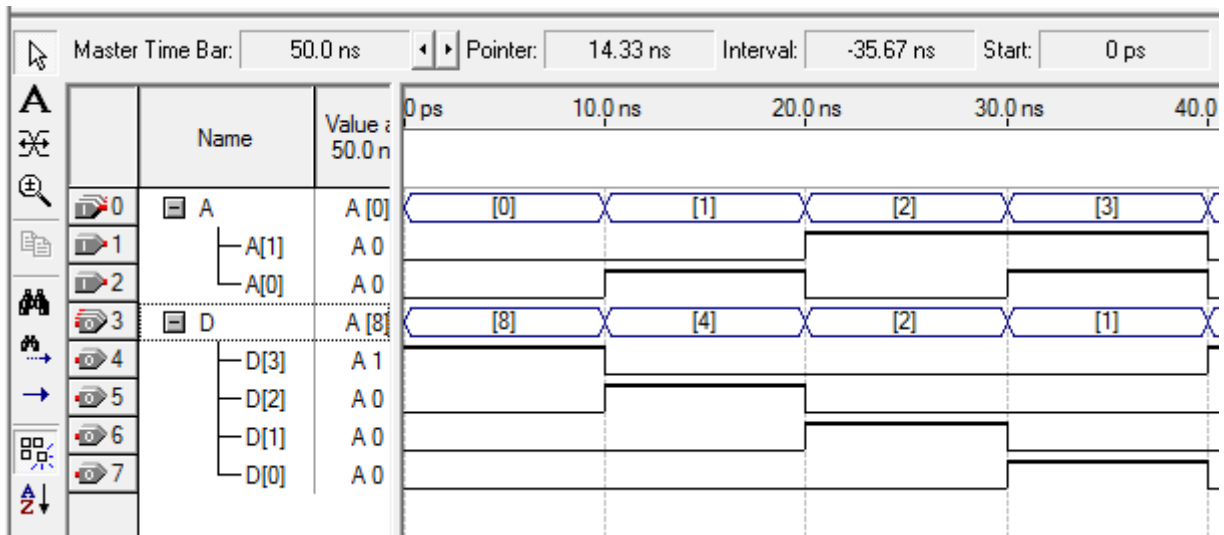 Master Time Bar: 50.0 ns Pointer: 14.33 ns Interval: -35.67 ns Start: 0 ps
A
Name
Value a
50.0 n
0 ps 10.0 ns 20.0 ns 30.0 ns 40.0
0 A A [0] [0] [1] [2] [3]
1 A[1] A 0
2 A[0] A 0
3 D A [8] [8] [4] [2] [1]
4 D[3] A 1
5 D[2] A 0
6 D[1] A 0
7 D[0] A 0
A
Z